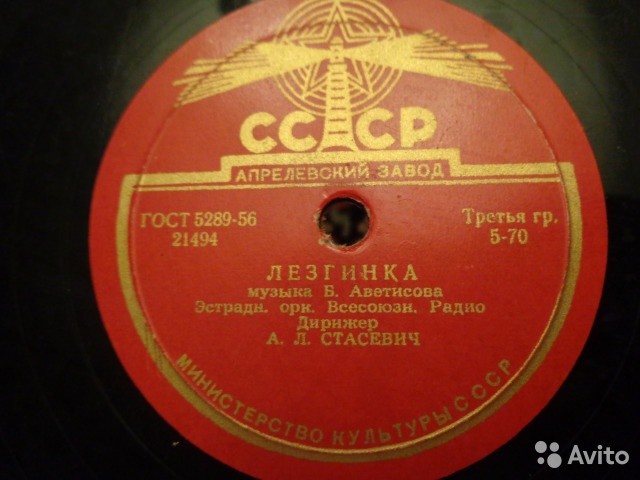 СССР
АПРЕЛЕВСКИЙ ЗАВОД
ГОСТ 5289-56
21494
Третья гр.
5-70
ЛЕЗГИНКА
музыка Б. Аветисова
Эстрадн. орк. Всесоюзн. Радио
Дирижер
А. Л. СТАСЕВИЧ
МИНИСТЕРСТВО КУЛЬТУРЫ СССР
Avito